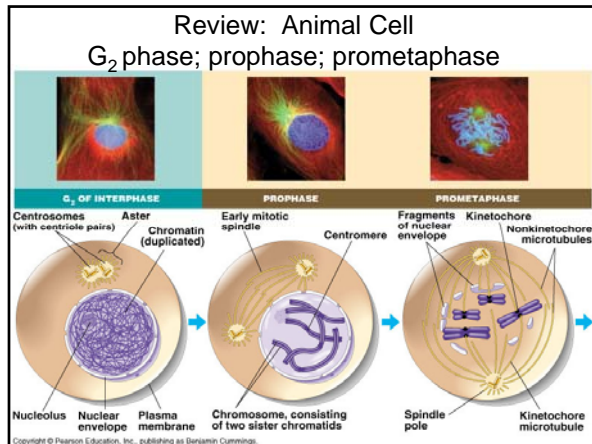 Review: Animal Cell
G2 phase; prophase; prometaphase
G2 OF INTERPHASE
PROPHASE
PROMETAPHASE
Centrosomes
(with centriole pairs)
Aster
Chromatin
(duplicated)
Early mitotic
spindle
Centromere
Fragments
of nuclear
envelope
Kinetochore
Nonkinetochore
microtubules
Nucleolus
Nuclear
envelope
Plasma
membrane
Chromosome, consisting
of two sister chromatids
Spindle
pole
Kinetochore
microtubule
Copyright © Pearson Education, Inc., publishing as Benjamin Cummings.